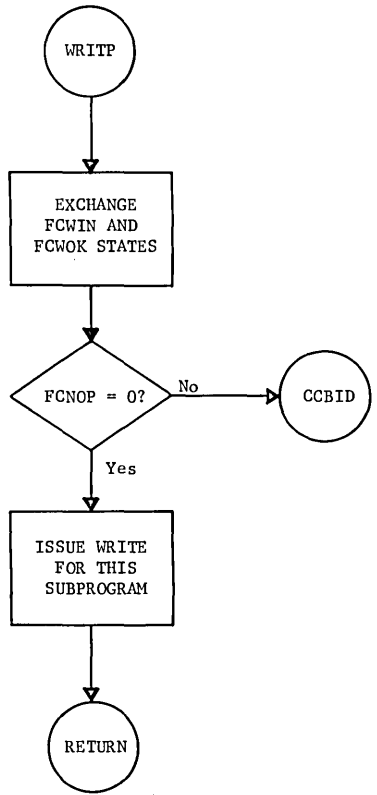 WRITP
EXCHANGE
FCWIN AND
FCWOK STATES
FCNOP = 0?
No
CCBID
Yes
ISSUE WRITE
FOR THIS
SUBPROGRAM
RETURN